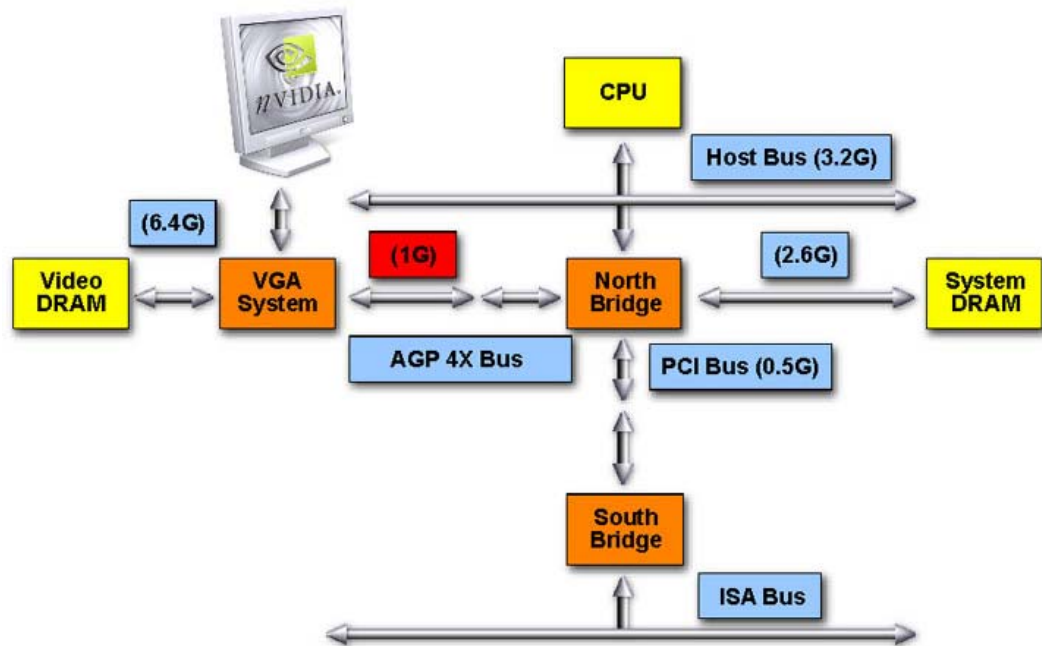 nVIDIA.
CPU
Host Bus (3.2G)
(6.4G)
(1G)
(2.6G)
Video
DRAM
VGA
System
North
Bridge
System
DRAM
AGP 4X Bus
PCI Bus (0.5G)
South
Bridge
ISA Bus